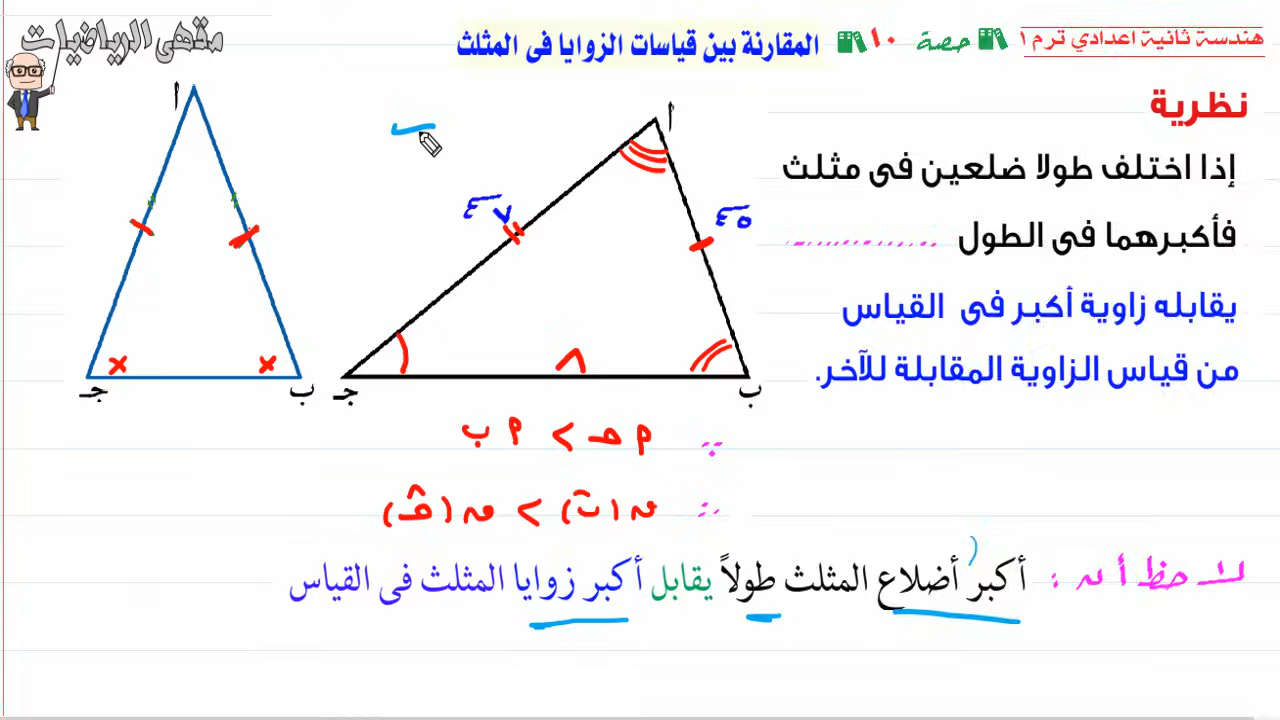 هندسة ثانية اعدادي ترم ١ حصة ١٠ المقارنة بين قياسات الزوايا فى المثلث
مقهى الرياضيات
نظرية
إذا اختلف طولا ضلعين فى مثلث
فأكبرهما فى الطول ..............
يقابله زاوية أكبر فى القياس
من قياس الزاوية المقابلة للآخر.
أ
٥ سم
٧ سم
٨
ب
جـ
أ
ب
جـ
∵ أ جـ > أ ب
∴ ق (ب̂) > ق (جـ̂)
لاحظ أن : أكبر أضلاع المثلث طولاً يقابل أكبر زوايا المثلث فى القياس